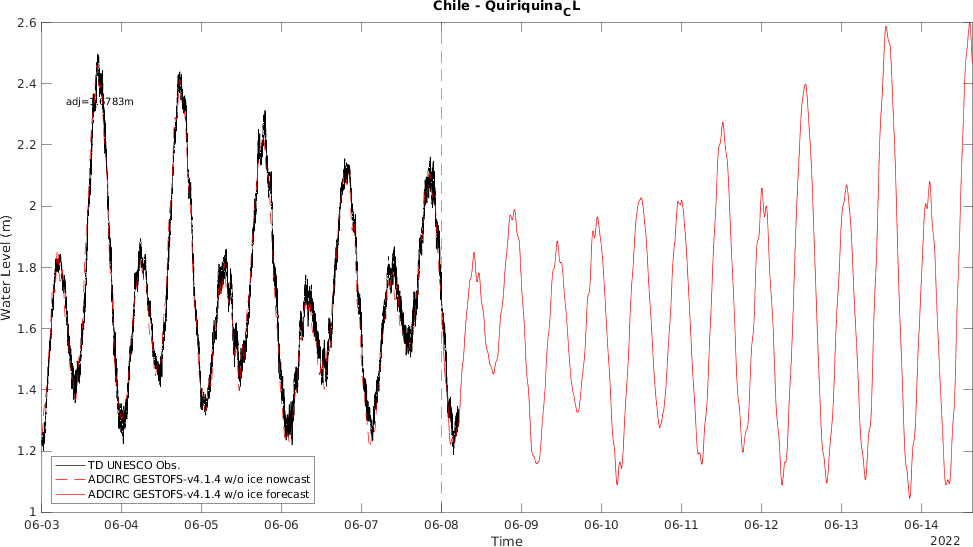 Chile - Quiriquina_CL
2.6
2.4
adj=1.6783m
2.2
2
1.8
1.6
1.4
1.2
1
Water Level (m)
TD UNESCO Obs.
ADCIRC GESTOFS-v4.1.4 w/o ice nowcast
ADCIRC GESTOFS-v4.1.4 w/o ice forecast
06-03 06-04 06-05 06-06 06-07 06-08 06-09 06-10 06-11 06-12 06-13 06-14
Time
2022